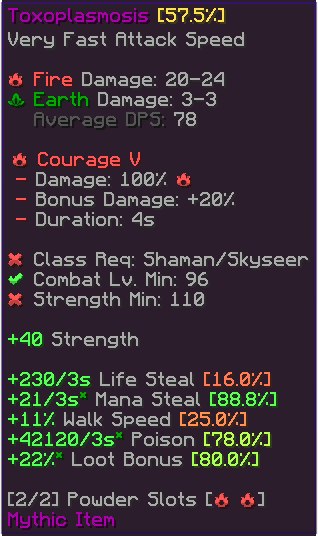 Toxoplasmosis [57.5%]
Very Fast Attack Speed
Fire Damage: 20-24
Earth Damage: 3-3
Average DPS: 78
Courage V
- Damage: 100%
- Bonus Damage: +20%
- Duration: 4s
✖ Class Req: Shaman/Skyseer
✔ Combat Lv. Min: 96
✖ Strength Min: 110
+40 Strength
+230/3s Life Steal [16.0%]
+21/3s* Mana Steal [88.8%]
+11% Walk Speed [25.0%]
+42120/3s* Poison [78.0%]
+22%* Loot Bonus [80.0%]
[2/2] Powder Slots [ ]
Mythic Item